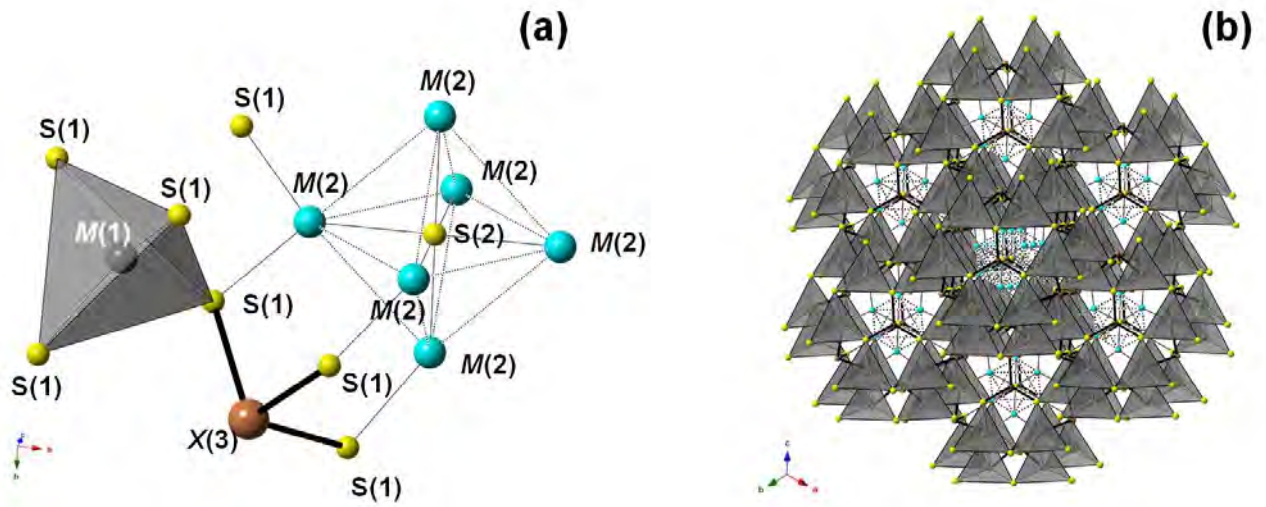 (a)
(b)
M(2)
S(1)
S(1)
S(1)
M(2)
M(2)
M(1)
S(2)
M(2)
S(1)
M(2)
S(1)
S(1)
M(2)
X(3)
S(1)
c
a
b
c
b
a